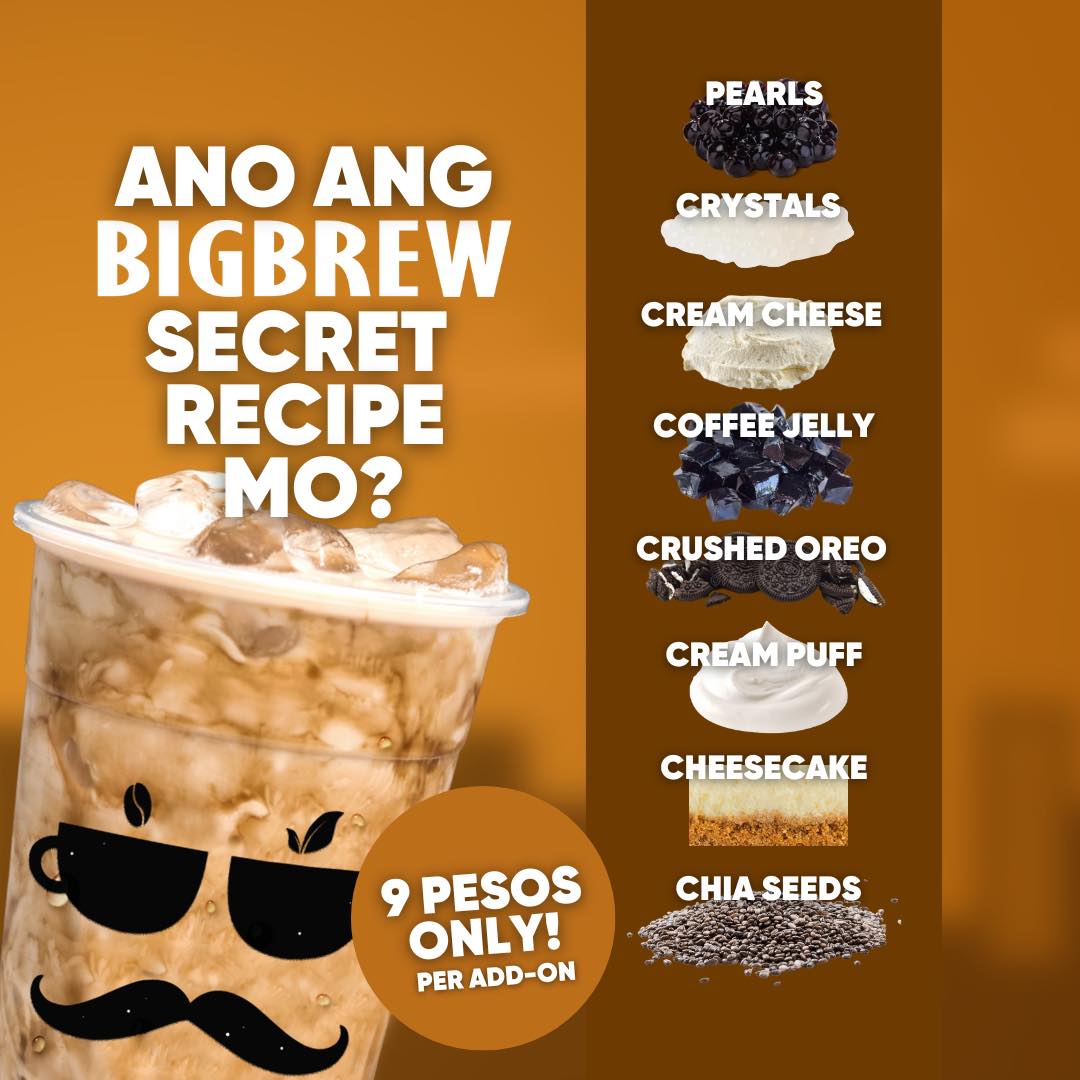 ANO ANG
BIGBREW
SECRET
RECIPE
MO?
9 PESOS
ONLY!
PER ADD-ON
PEARLS
CRYSTALS
CREAM CHEESE
COFFEE JELLY
CRUSHED OREO
CREAM PUFF
CHEESECAKE
CHIA SEEDS